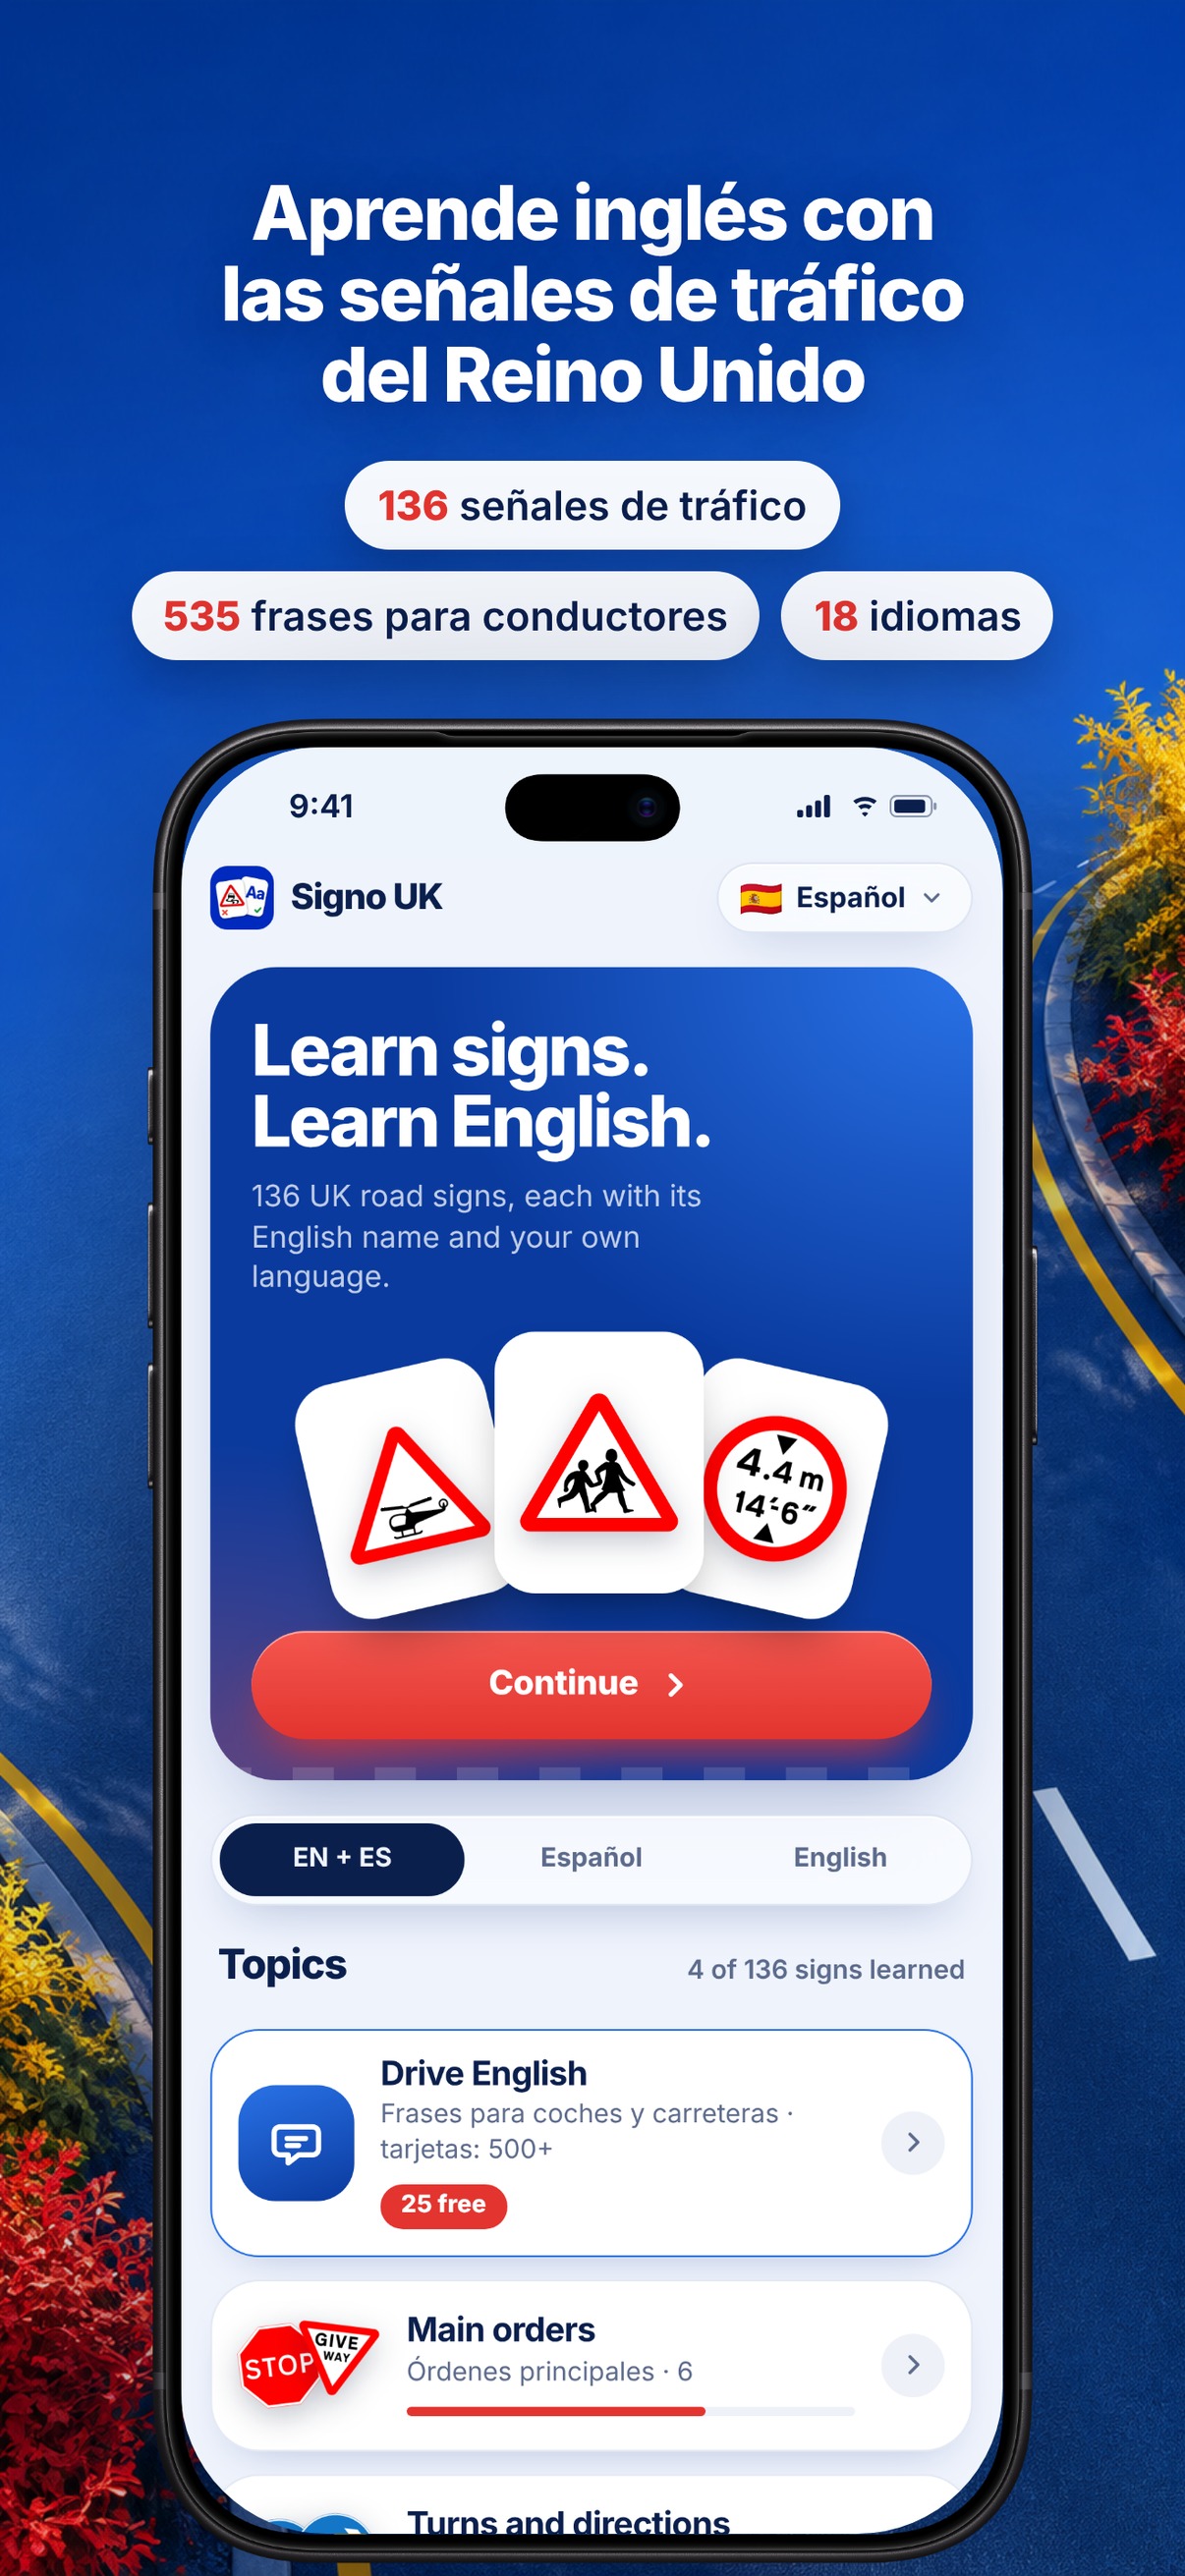 Aprende inglés con
las señales de tráfico
del Reino Unido
136 señales de tráfico
535 frases para conductores
18 idiomas
9:41
Aa
Signo UK
Español
Learn signs.
Learn English.
136 UK road signs, each with its
English name and your own
language.
4.4 m
14'-6"
Continue
EN + ES
Español
English
Topics
4 of 136 signs learned
Drive English
Frases para coches y carreteras ·
tarjetas: 500+
25 free
STOP
GIVE
WAY
Main orders
Órdenes principales · 6
Turns and directions